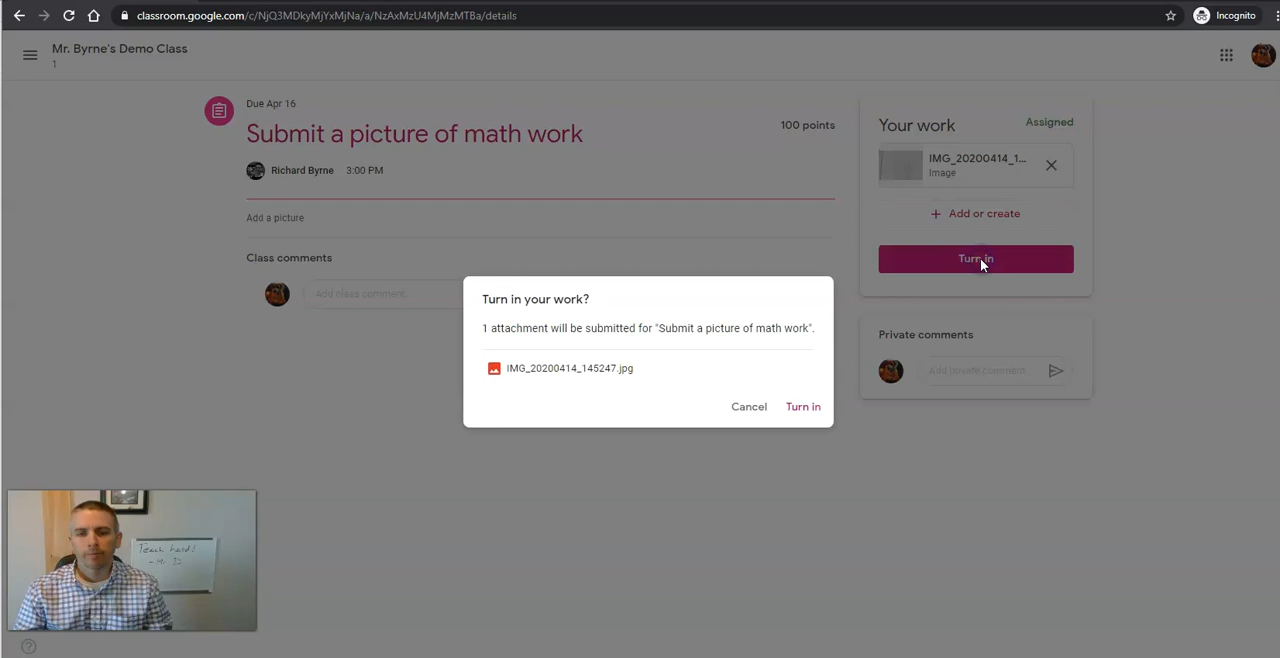 classroom.google.com/c/NjQ3MDkyMjYxMjNa/a/NzAxMzU4MjMzMTBa/details
Incognito
Mr. Byrne's Demo Class
1
Due Apr 16
Submit a picture of math work
100 points
Richard Byrne 3:00 PM
Add a picture
Class comments
Add class comment
Your work
Assigned
IMG_20200414_1...
Image
+ Add or create
Turn in
Private comments
Add private comment
Turn in your work?
1 attachment will be submitted for "Submit a picture of math work".
IMG_20200414_145247.jpg
Cancel
Turn in
Teach hard!